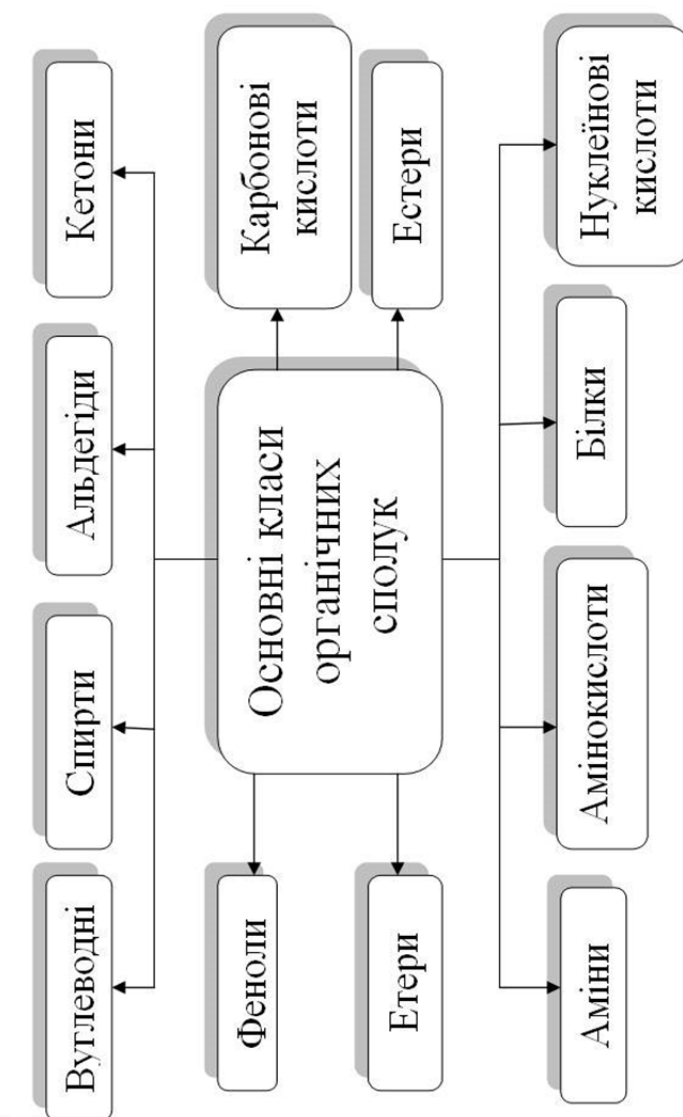 Вуглеводні
Спирти
Альдегіди
Кетони
Феноли
Основні класи
органічних
сполук
Карбонові
кислоти
Етери
Естери
Аміни
Амінокислоти
Білки
Нуклеїнові
кислоти